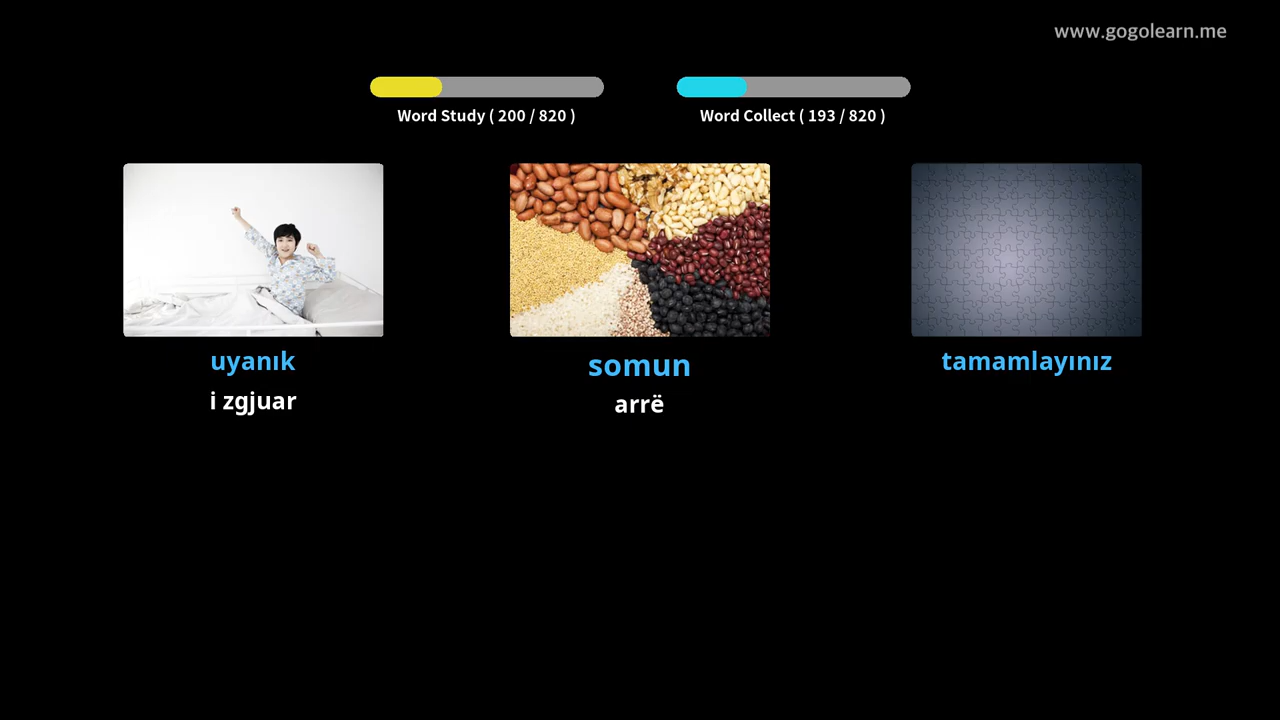 www.gogolearn.me
Word Study ( 200 / 820 )
Word Collect ( 193 / 820 )
uyanık
i zgjuar
somun
arrë
tamamlayınız